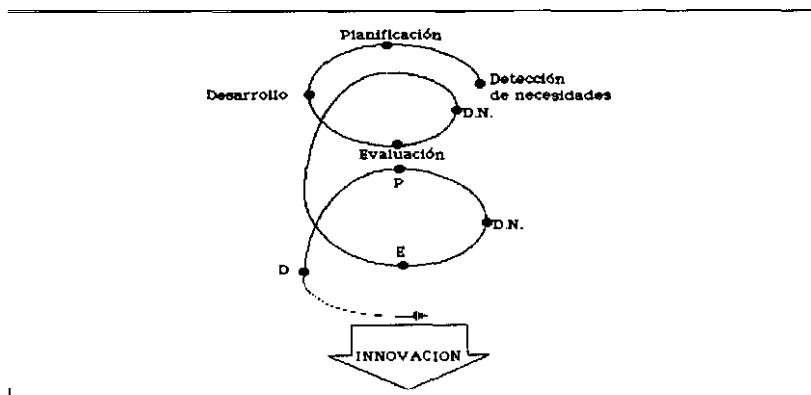 Planificación
Detección
de necesidades
Desarrollo
D.N.
Evaluación
P
D.N.
E
D
INNOVACION